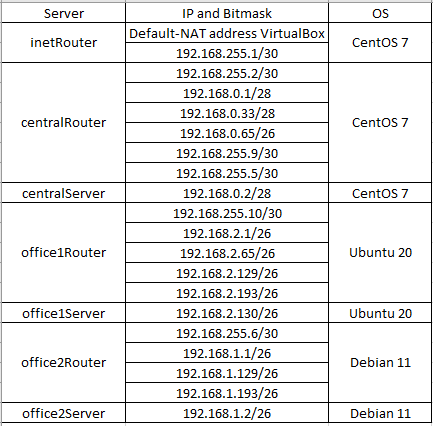 Server IP and Bitmask OS
inetRouter Default-NAT address VirtualBox CentOS 7
192.168.255.1/30
centralRouter 192.168.255.2/30 CentOS 7
192.168.0.1/28
192.168.0.33/28
192.168.0.65/26
192.168.255.9/30
192.168.255.5/30
centralServer 192.168.0.2/28 CentOS 7
office1Router 192.168.255.10/30 Ubuntu 20
192.168.2.1/26
192.168.2.65/26
192.168.2.129/26
192.168.2.193/26
office1Server 192.168.2.130/26 Ubuntu 20
office2Router 192.168.255.6/30 Debian 11
192.168.1.1/26
192.168.1.129/26
192.168.1.193/26
office2Server 192.168.1.2/26 Debian 11